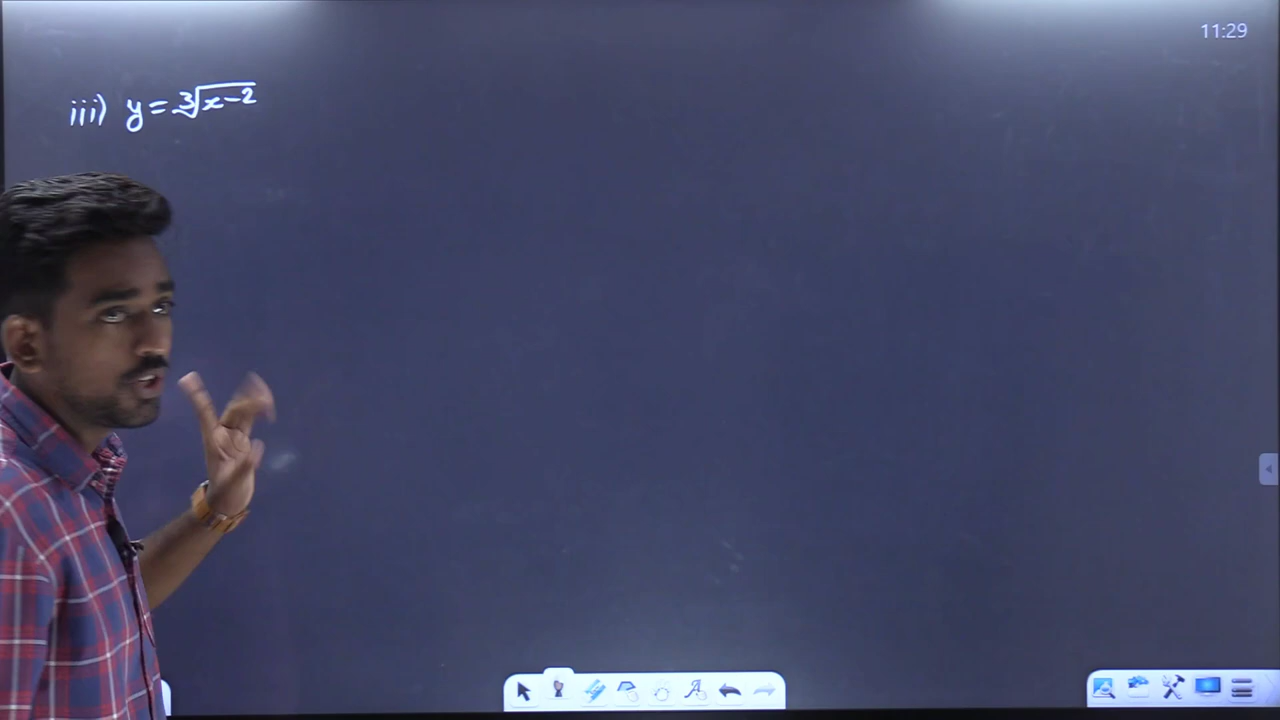 11:29
iii) y = ∛(x-2)